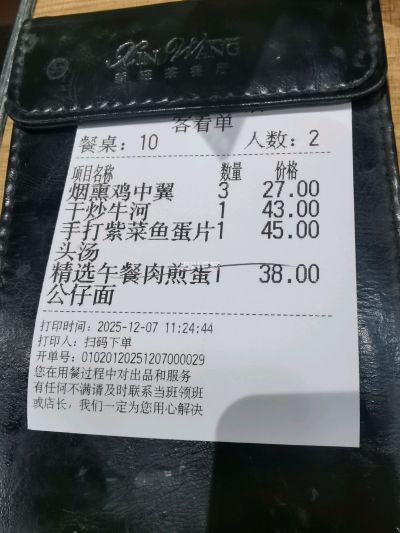 XIN WANG
新旺茶餐厅
客看单
餐桌：10 人数：2
项目名称 数量 价格
烟熏鸡中翼 3 27.00
干炒牛河 1 43.00
手打紫菜鱼蛋片 1 45.00
头汤
精选午餐肉煎蛋 1 38.00
公仔面
打印时间：2025-12-07 11:24:44
打印人：扫码下单
开单号：01020120251207000029
您在用餐过程中对出品和服务
有任何不满请及时联系当班领班
或店长，我们一定为您用心解决